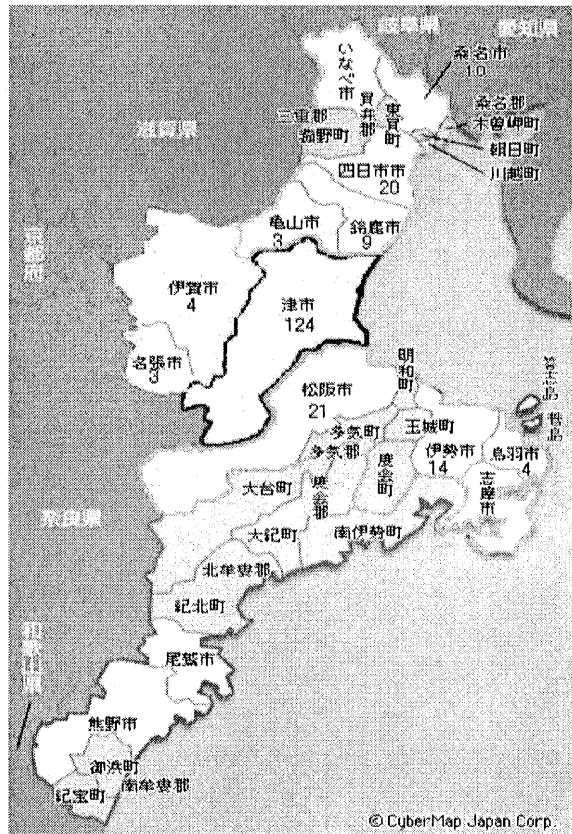 岐阜県
愛知県
桑名市
10
いなべ市
員弁郡
東員町
桑名郡
木曽岬町
三重郡
菰野町
滋賀県
朝日町
川越町
四日市市
20
亀山市
3
鈴鹿市
9
京都府
伊賀市
4
津市
124
名張市
3
明和町
松阪市
21
多気町
玉城町
多気郡
伊勢市
14
鳥羽市
4
度会町
度会郡
志摩市
大台町
奈良県
大紀町
南伊勢町
北牟婁郡
紀北町
和歌山県
尾鷲市
熊野市
御浜町
南牟婁郡
紀宝町
© CyberMap Japan Corp.